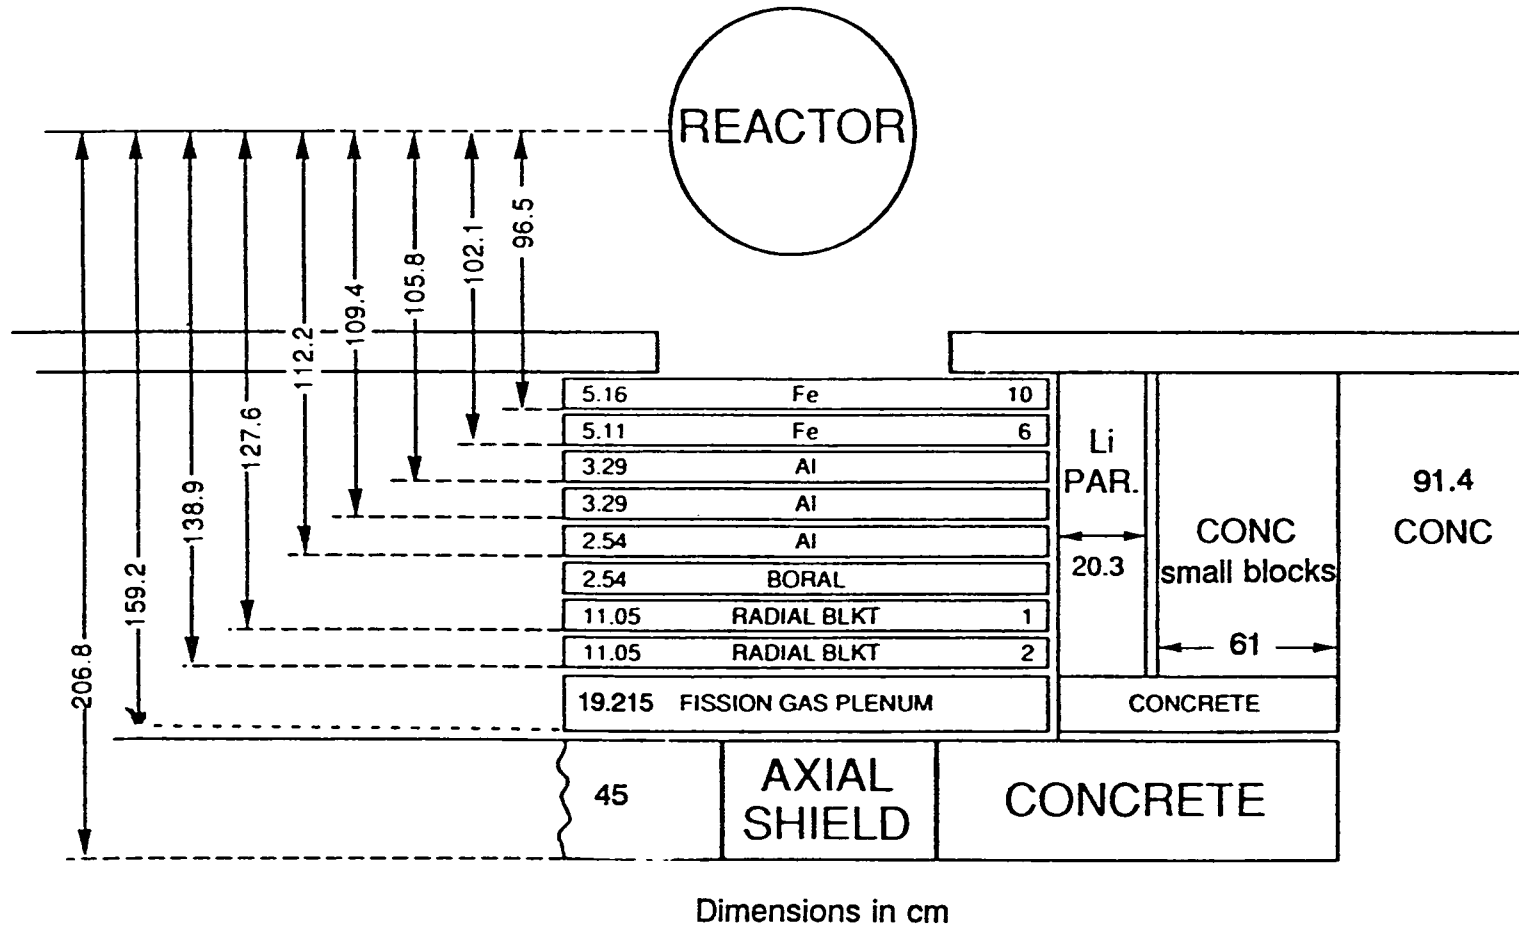 REACTOR
96.5
102.1
105.8
109.4
112.2
127.6
138.9
159.2
206.8
5.16 Fe 10
5.11 Fe 6
3.29 Al
3.29 Al
2.54 Al
2.54 BORAL
11.05 RADIAL BLKT 1
11.05 RADIAL BLKT 2
19.215 FISSION GAS PLENUM
Li
PAR.
20.3
CONC
small blocks
61
91.4
CONC
CONCRETE
45
AXIAL
SHIELD
CONCRETE
Dimensions in cm